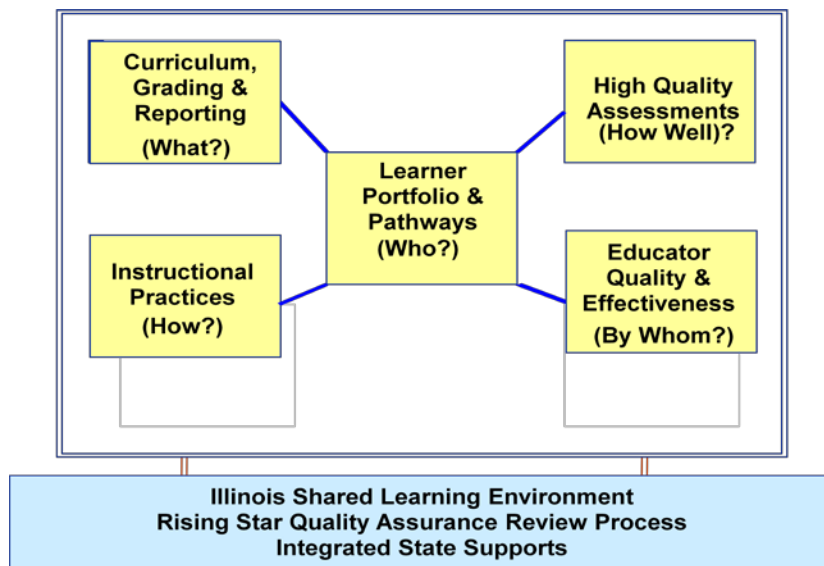 Curriculum,
Grading &
Reporting
(What?)
High Quality
Assessments
(How Well)?
Learner
Portfolio &
Pathways
(Who?)
Instructional
Practices
(How?)
Educator
Quality &
Effectiveness
(By Whom?)
Illinois Shared Learning Environment
Rising Star Quality Assurance Review Process
Integrated State Supports